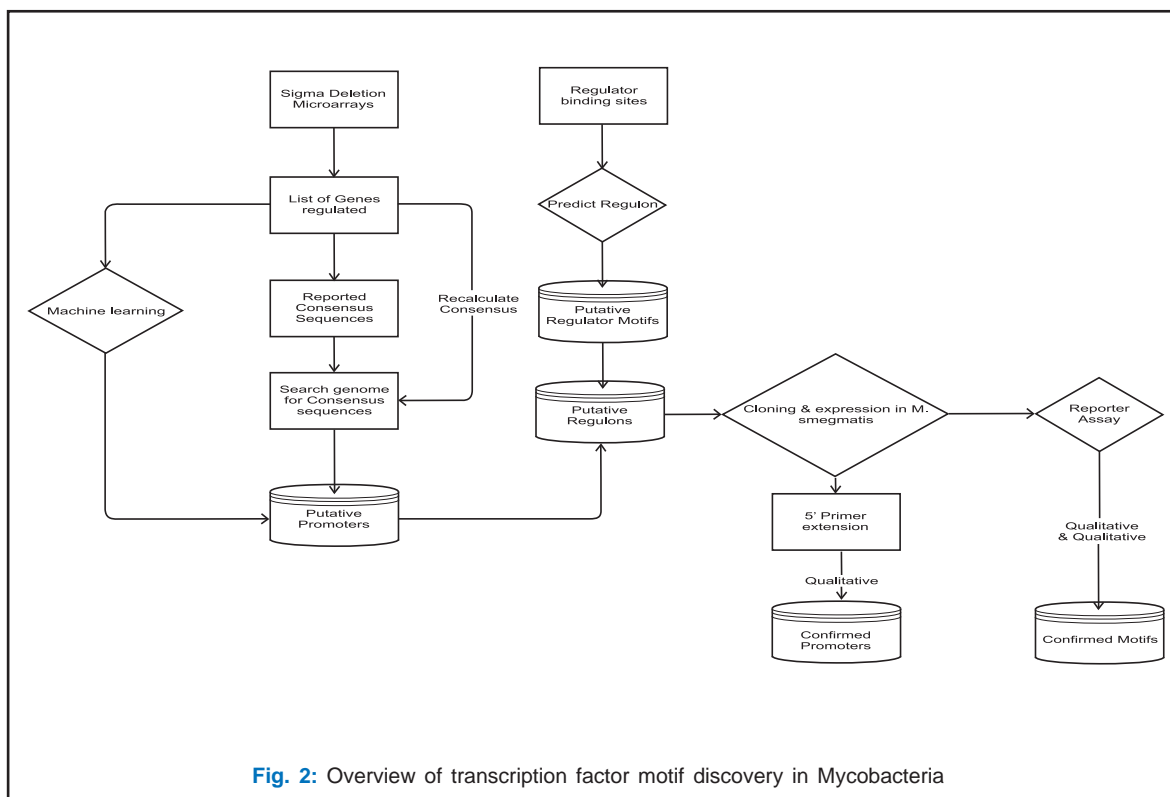 Sigma Deletion
Microarrays
List of Genes
regulated
Machine learning
Reported
Consensus
Sequences
Recalculate
Consensus
Search genome
for Consensus
sequences
Putative
Promoters
Regulator
binding sites
Predict Regulon
Putative
Regulator Motifs
Putative
Regulons
Cloning & expression in M.
smegmatis
5' Primer
extension
Qualitative
Confirmed
Promoters
Reporter
Assay
Qualitative
& Qualitative
Confirmed Motifs
Fig. 2: Overview of transcription factor motif discovery in Mycobacteria